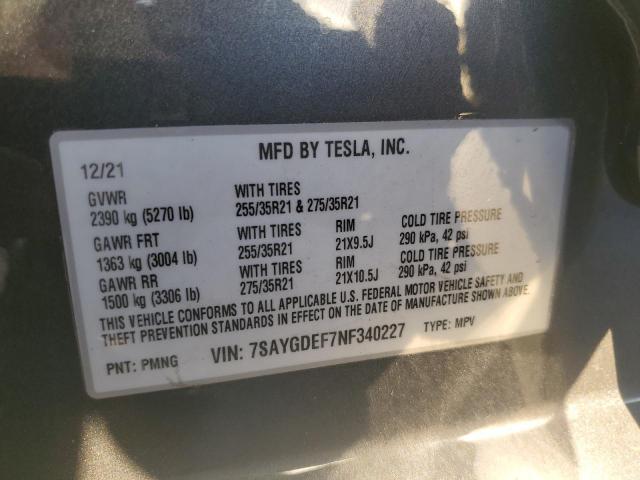 MFD BY TESLA, INC.
12/21
GVWR WITH TIRES
2390 kg (5270 lb) 255/35R21 & 275/35R21
GAWR FRT WITH TIRES RIM COLD TIRE PRESSURE
1363 kg (3004 lb) 255/35R21 21X9.5J 290 kPa, 42 psi
GAWR RR WITH TIRES RIM COLD TIRE PRESSURE
1500 kg (3306 lb) 275/35R21 21X10.5J 290 kPa, 42 psi
THIS VEHICLE CONFORMS TO ALL APPLICABLE U.S. FEDERAL MOTOR VEHICLE SAFETY AND
THEFT PREVENTION STANDARDS IN EFFECT ON THE DATE OF MANUFACTURE SHOWN ABOVE.
PNT: PMNG VIN: 7SAYGDEF7NF340227 TYPE: MPV